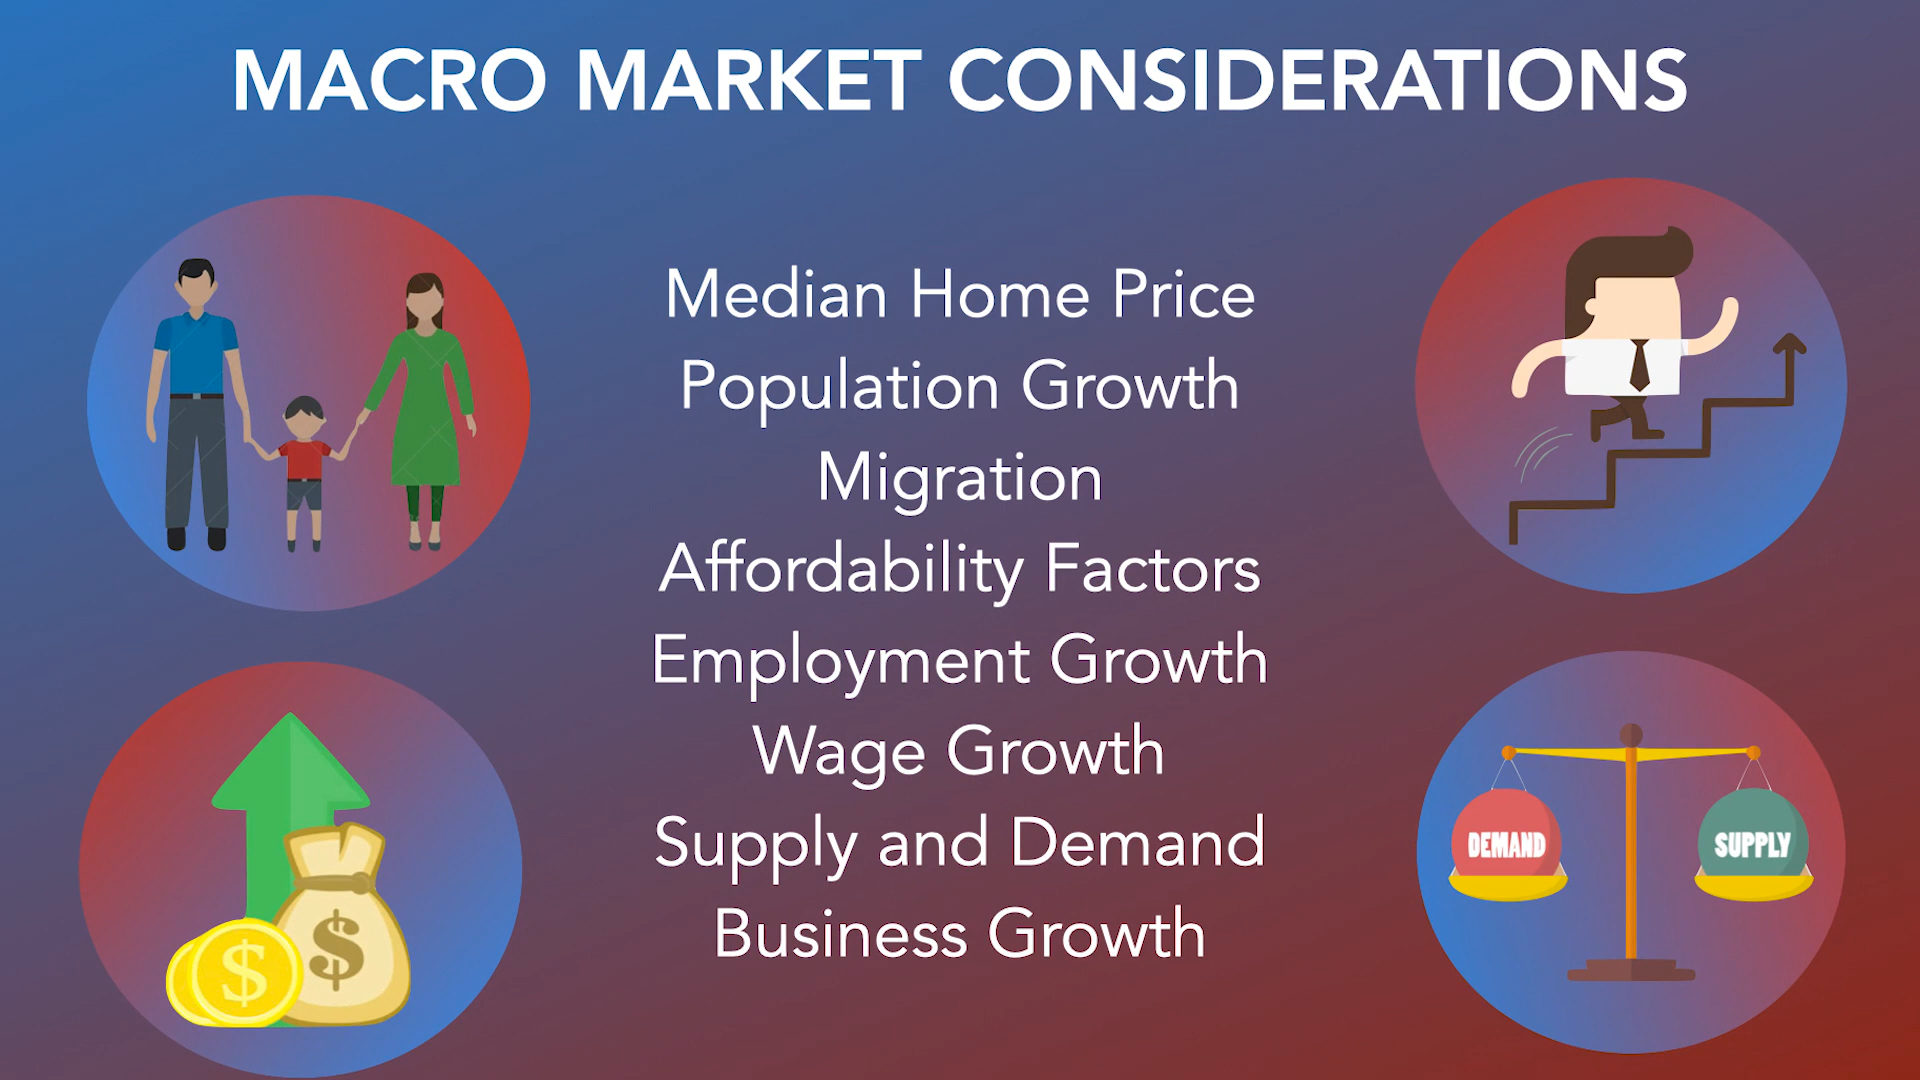 MACRO MARKET CONSIDERATIONS
Median Home Price
Population Growth
Migration
Affordability Factors
Employment Growth
Wage Growth
Supply and Demand
Business Growth
$
$
DEMAND
SUPPLY